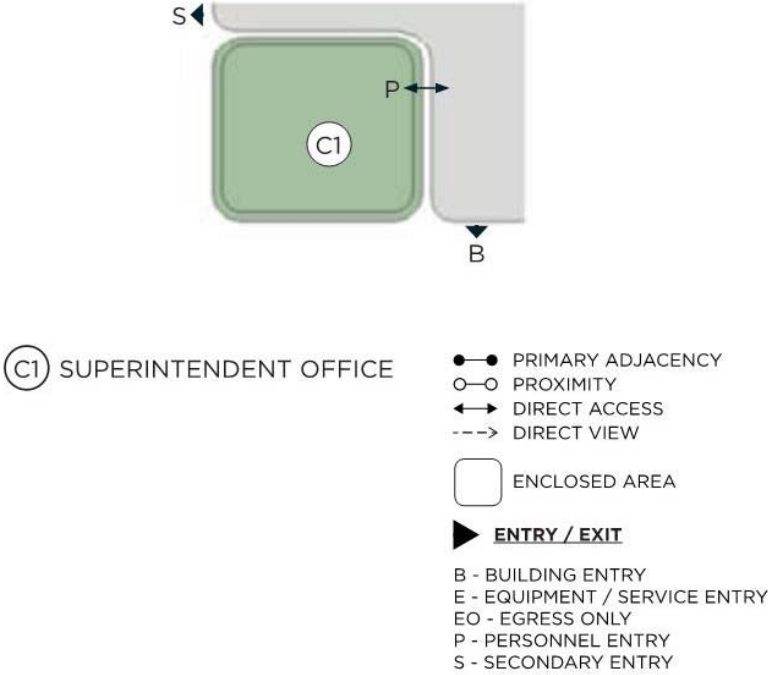 S
P
C1
B
C1 SUPERINTENDENT OFFICE
PRIMARY ADJACENCY
PROXIMITY
DIRECT ACCESS
DIRECT VIEW
ENCLOSED AREA
ENTRY / EXIT
B - BUILDING ENTRY
E - EQUIPMENT / SERVICE ENTRY
EO - EGRESS ONLY
P - PERSONNEL ENTRY
S - SECONDARY ENTRY